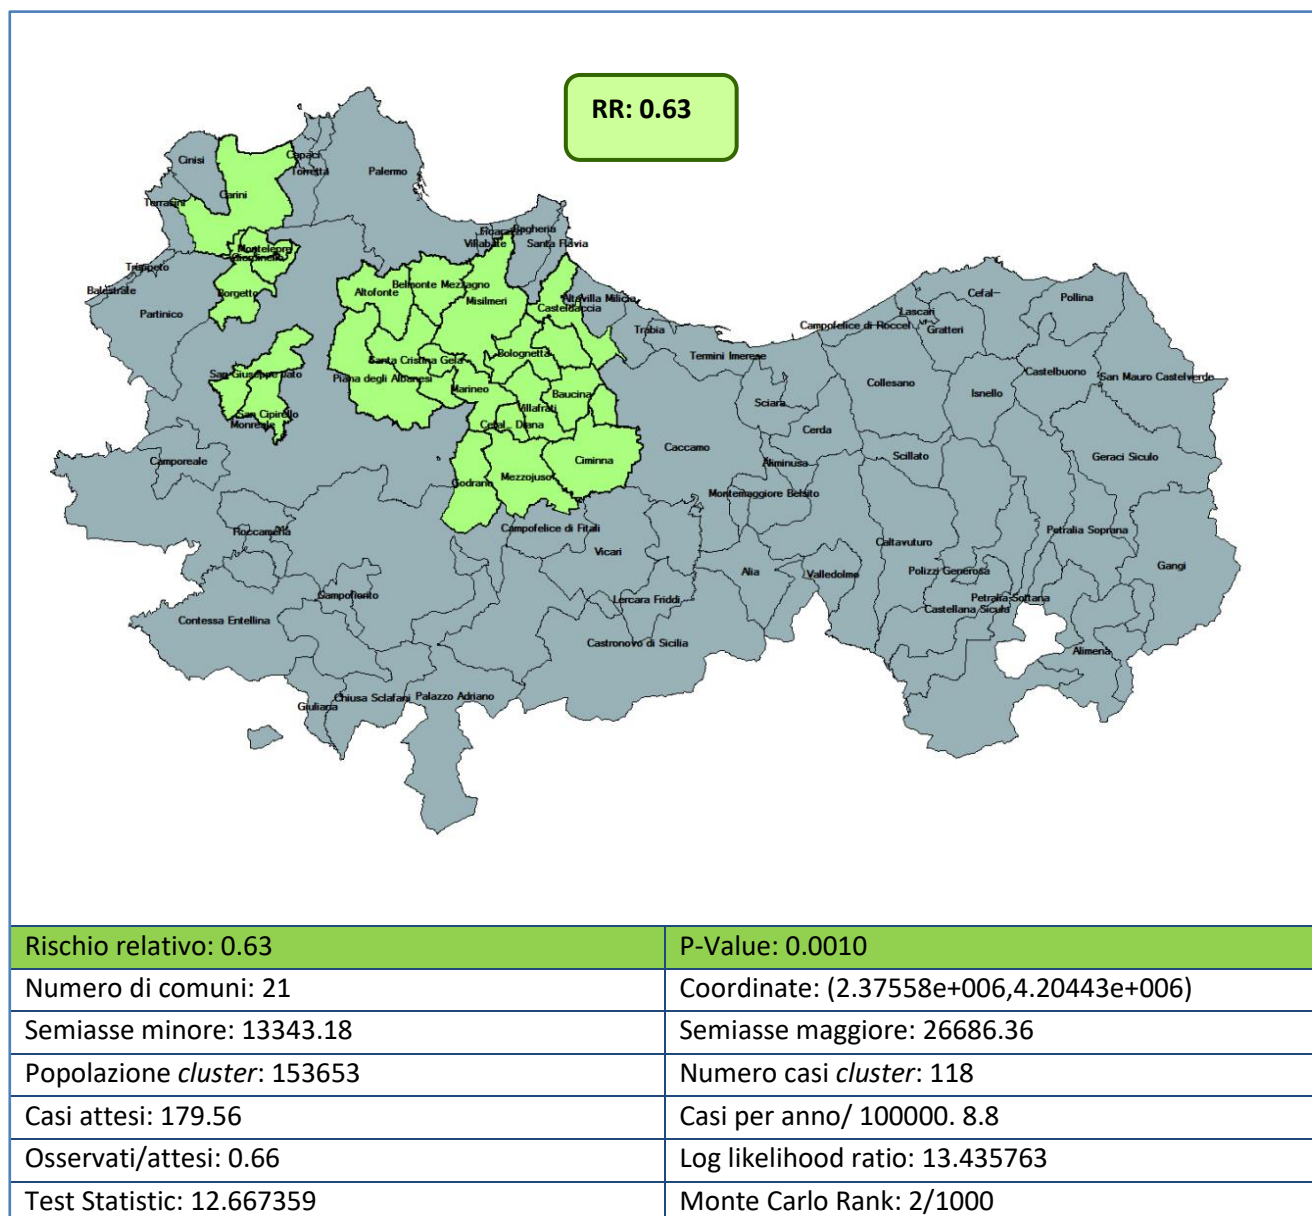 RR: 0.63
Cinisi
Capaci
Torretta
Palermo
Carini
Terrasini
Ficarazzi
Bagheria
Villabate
Santa Flavia
Montelepre
Giardinello
Trappeto
Balestrate
Borgetto
Partinico
Altofonte
Belmonte Mezzagno
Misilmeri
Casteldaccia
Altavilla Milicia
Trabia
Termini Imerese
Campofelice di Roccel
Lascari
Cefal
Gratteri
Pollina
Castelbuono
San Mauro Castelverde
Collesano
Isnello
Bolognetta
Santa Cristina Gela
Piana degli Albanesi
San Giuseppe Jato
San Cipirello
Monreale
Marineo
Baucina
Villafrati
Cefal_ Diana
Ciminna
Mezzojuso
Godrano
Sciara
Cerda
Caccamo
Aliminusa
Scillato
Geraci Siculo
Montemaggiore Belsito
Camporeale
Roccamena
Campofelice di Fitali
Vicari
Caltavuturo
Petralia Soprana
Gangi
Alia
Valledolmo
Polizzi Generosa
Petralia Sottana
Castellana Sicula
Lercara Friddi
Campofiorito
Contessa Entellina
Castronovo di Sicilia
Alimena
Chiusa Sclafani
Palazzo Adriano
Giuliana
Rischio relativo: 0.63
P-Value: 0.0010
Numero di comuni: 21
Coordinate: (2.37558e+006,4.20443e+006)
Semiasse minore: 13343.18
Semiasse maggiore: 26686.36
Popolazione cluster: 153653
Numero casi cluster: 118
Casi attesi: 179.56
Casi per anno/ 100000. 8.8
Osservati/attesi: 0.66
Log likelihood ratio: 13.435763
Test Statistic: 12.667359
Monte Carlo Rank: 2/1000